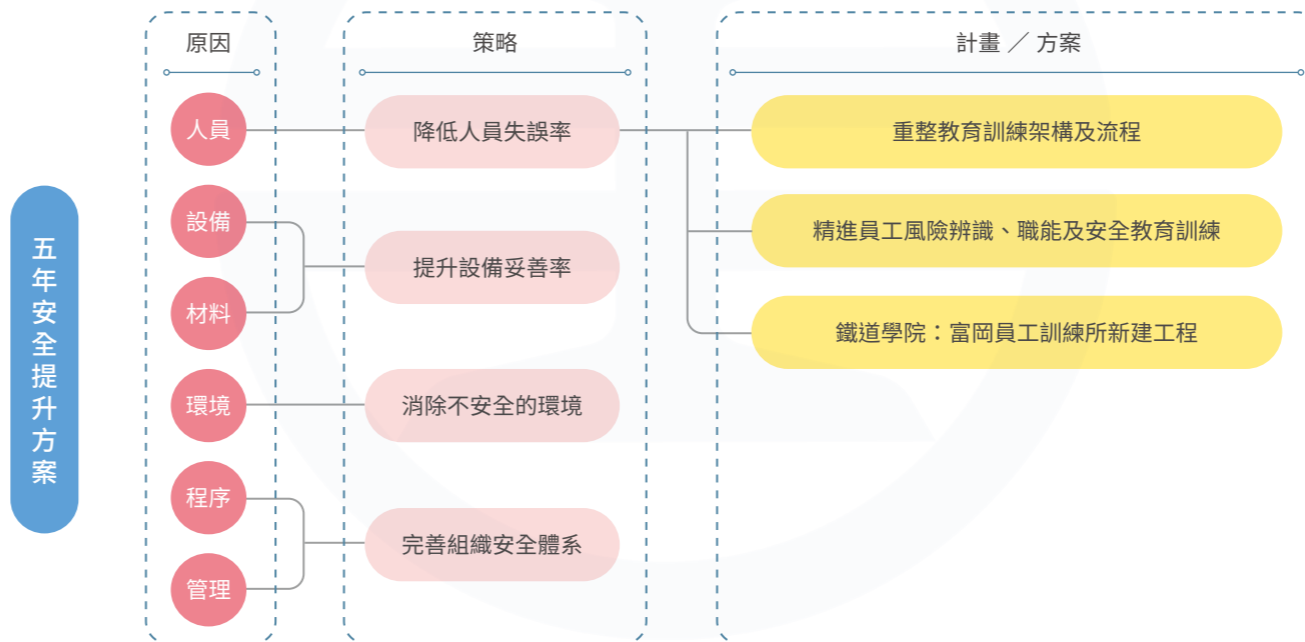 五年安全提升方案
原因
策略
計畫 ／ 方案
人員
降低人員失誤率
重整教育訓練架構及流程
設備
提升設備妥善率
精進員工風險辨識、職能及安全教育訓練
材料
鐵道學院：富岡員工訓練所新建工程
環境
消除不安全的環境
程序
完善組織安全體系
管理